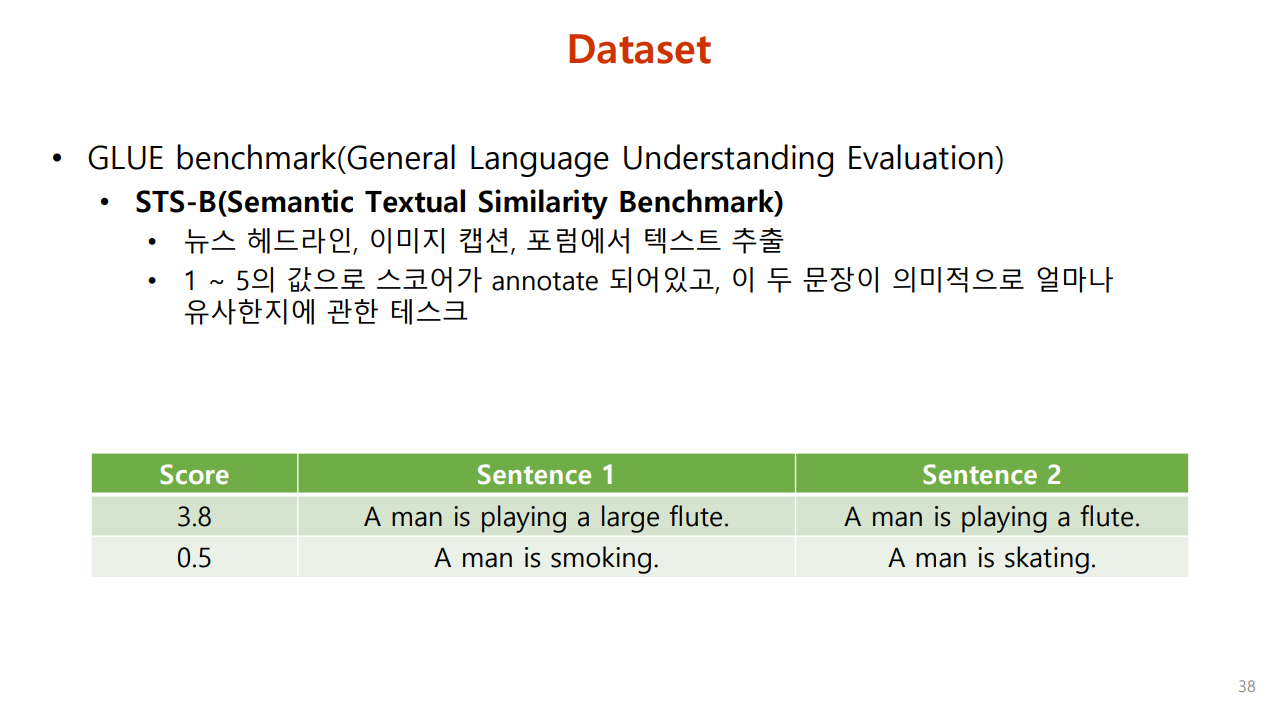 Dataset
• GLUE benchmark(General Language Understanding Evaluation)
• STS-B(Semantic Textual Similarity Benchmark)
• 뉴스 헤드라인, 이미지 캡션, 포럼에서 텍스트 추출
• 1 ~ 5의 값으로 스코어가 annotate 되어있고, 이 두 문장이 의미적으로 얼마나
유사한지에 관한 테스크
Score Sentence 1 Sentence 2
3.8 A man is playing a large flute. A man is playing a flute.
0.5 A man is smoking. A man is skating.
38